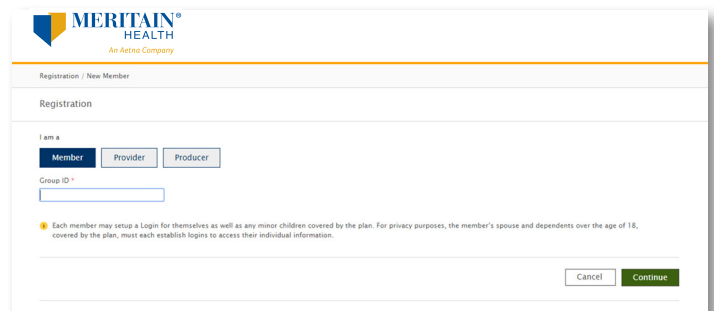 MERITAIN®
HEALTH
An Aetna Company
Registration / New Member
Registration
I am a
Member Provider Producer
Group ID *
Each member may setup a Login for themselves as well as any minor children covered by the plan. For privacy purposes, the member's spouse and dependents over the age of 18,
covered by the plan, must each establish logins to access their individual information.
Cancel Continue